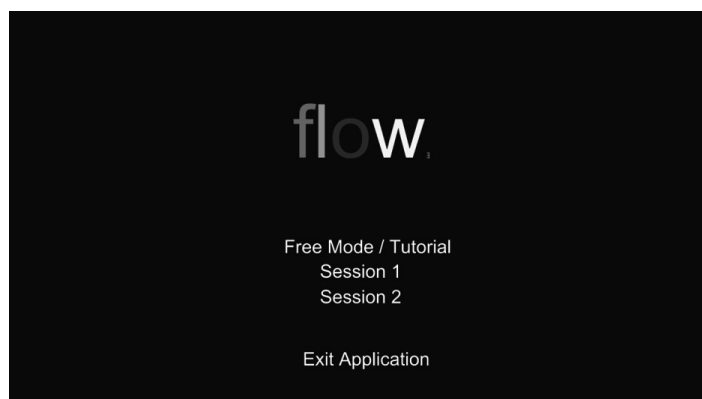 flow
Free Mode / Tutorial
Session 1
Session 2
Exit Application